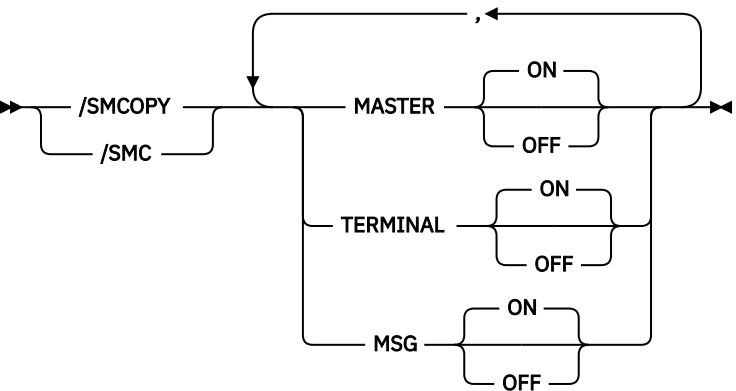 ,
ON
/SMCOPY MASTER
OFF
/SMC
ON
TERMINAL
OFF
ON
MSG
OFF